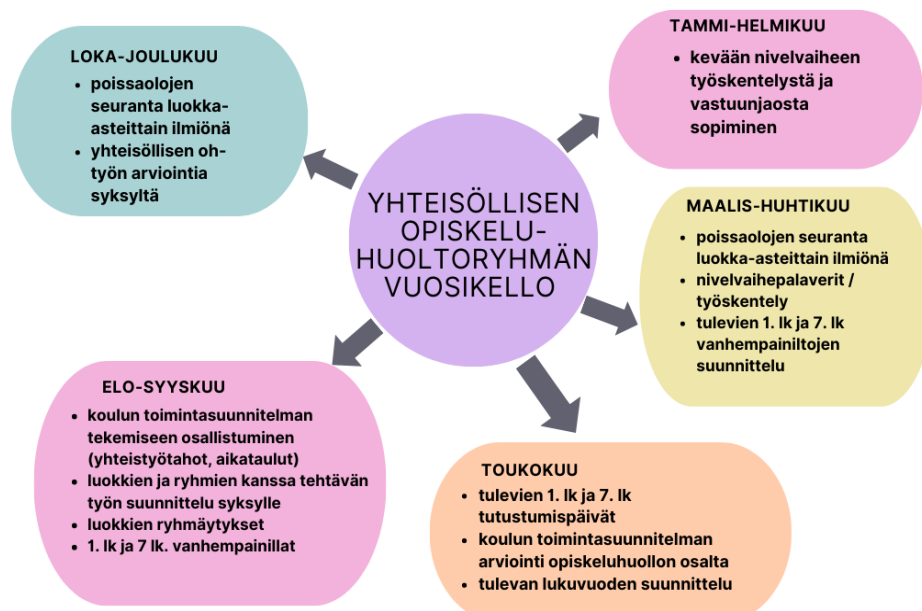 YHTEISÖLLISEN
OPISKELU-
HUOLTORYHMÄN
VUOSIKELLO
TAMMI-HELMIKUU
• kevään nivelvaiheen
työskentelystä ja
vastuunjaosta
sopiminen
MAALIS-HUHTIKUU
• poissaolojen seuranta
luokka-asteittain ilmiönä
• nivelvaihepalaverit /
työskentely
• tulevien 1. lk ja 7. lk
vanhempainiltojen
suunnittelu
TOUKOKUU
• tulevien 1. lk ja 7. lk
tutustumispäivät
• koulun toimintasuunnitelman
arviointi opiskeluhuollon osalta
• tulevan lukuvuoden suunnittelu
ELO-SYYSKUU
• koulun toimintasuunnitelman
tekemiseen osallistuminen
(yhteistyötahot, aikataulut)
• luokkien ja ryhmien kanssa tehtävän
työn suunnittelu syksylle
• luokkien ryhmäytykset
• 1. lk ja 7 lk. vanhempainillat
LOKA-JOULUKUU
• poissaolojen
seuranta luokka-
asteittain ilmiönä
• yhteisöllisen oh-
työn arviointia
syksyltä